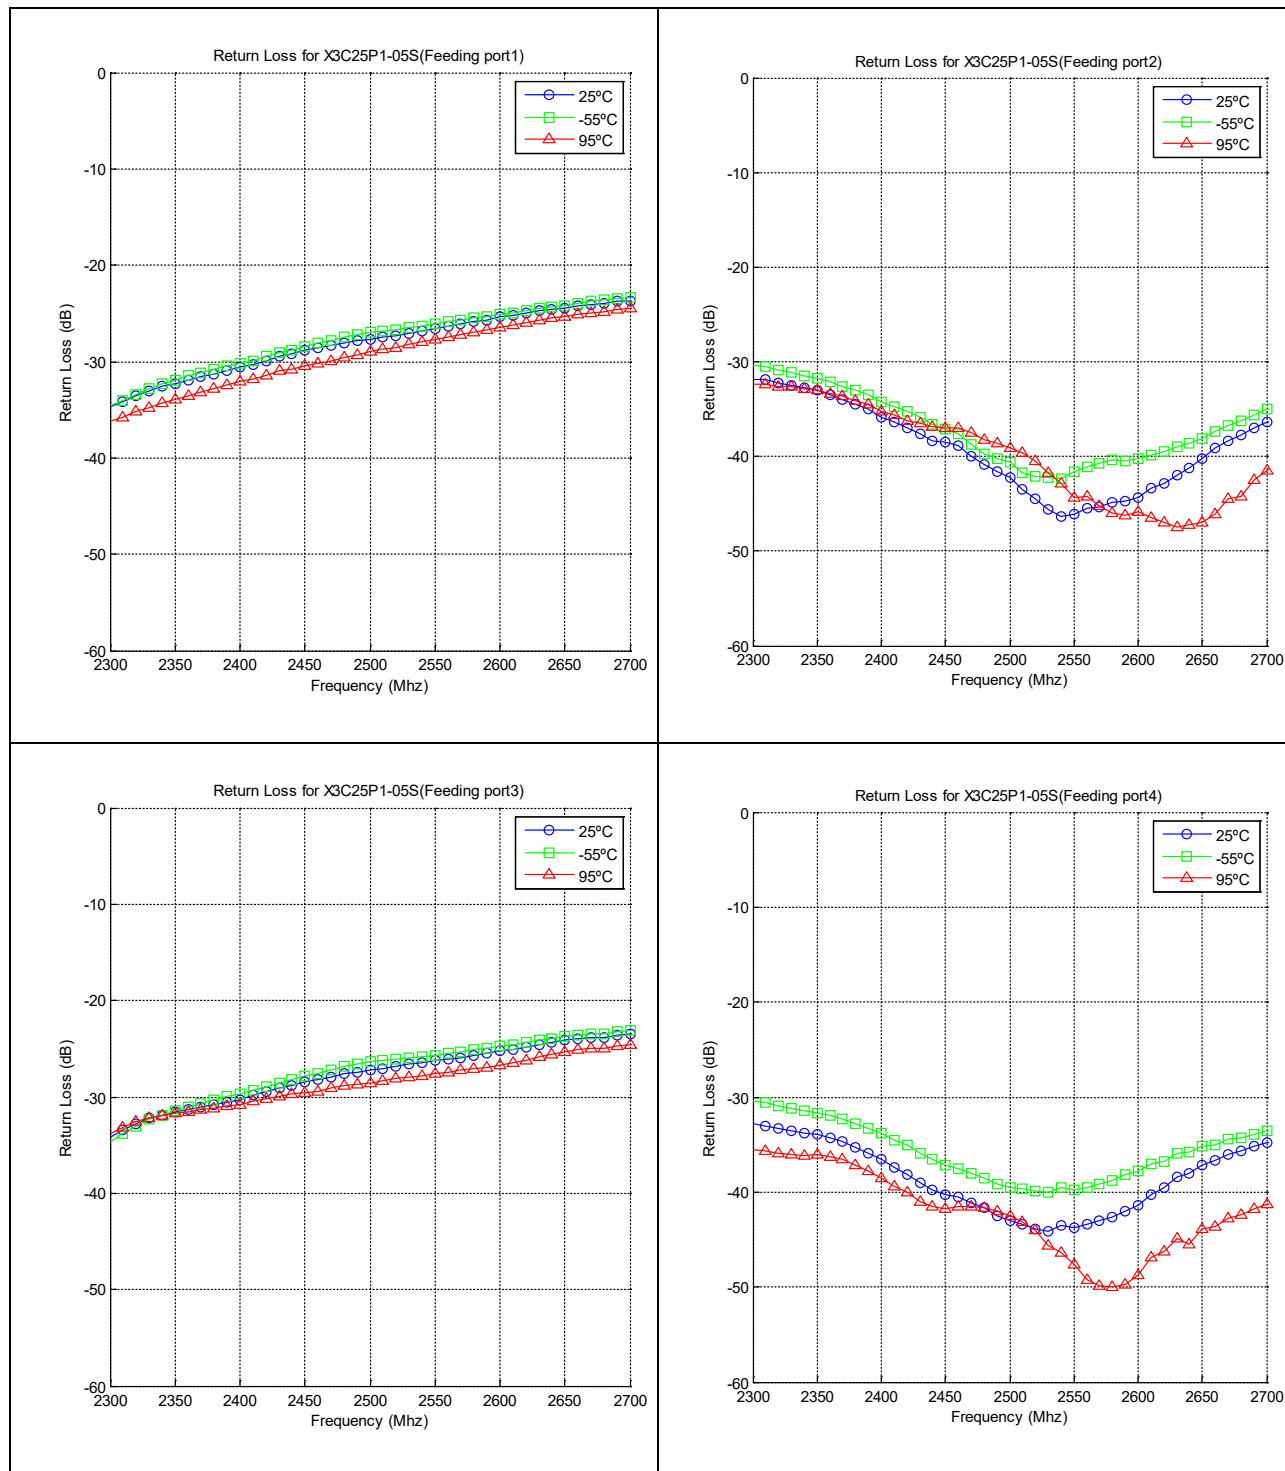 Return Loss for X3C25P1-05S(Feeding port1)
0
-10
-20
-30
-40
-50
-60
Return Loss (dB)
25ºC
-55ºC
95ºC
2300 2350 2400 2450 2500 2550 2600 2650 2700
Frequency (Mhz)
Return Loss for X3C25P1-05S(Feeding port2)
0
-10
-20
-30
-40
-50
-60
Return Loss (dB)
25ºC
-55ºC
95ºC
2300 2350 2400 2450 2500 2550 2600 2650 2700
Frequency (Mhz)
Return Loss for X3C25P1-05S(Feeding port3)
0
-10
-20
-30
-40
-50
-60
Return Loss (dB)
25ºC
-55ºC
95ºC
2300 2350 2400 2450 2500 2550 2600 2650 2700
Frequency (Mhz)
Return Loss for X3C25P1-05S(Feeding port4)
0
-10
-20
-30
-40
-50
-60
Return Loss (dB)
25ºC
-55ºC
95ºC
2300 2350 2400 2450 2500 2550 2600 2650 2700
Frequency (Mhz)